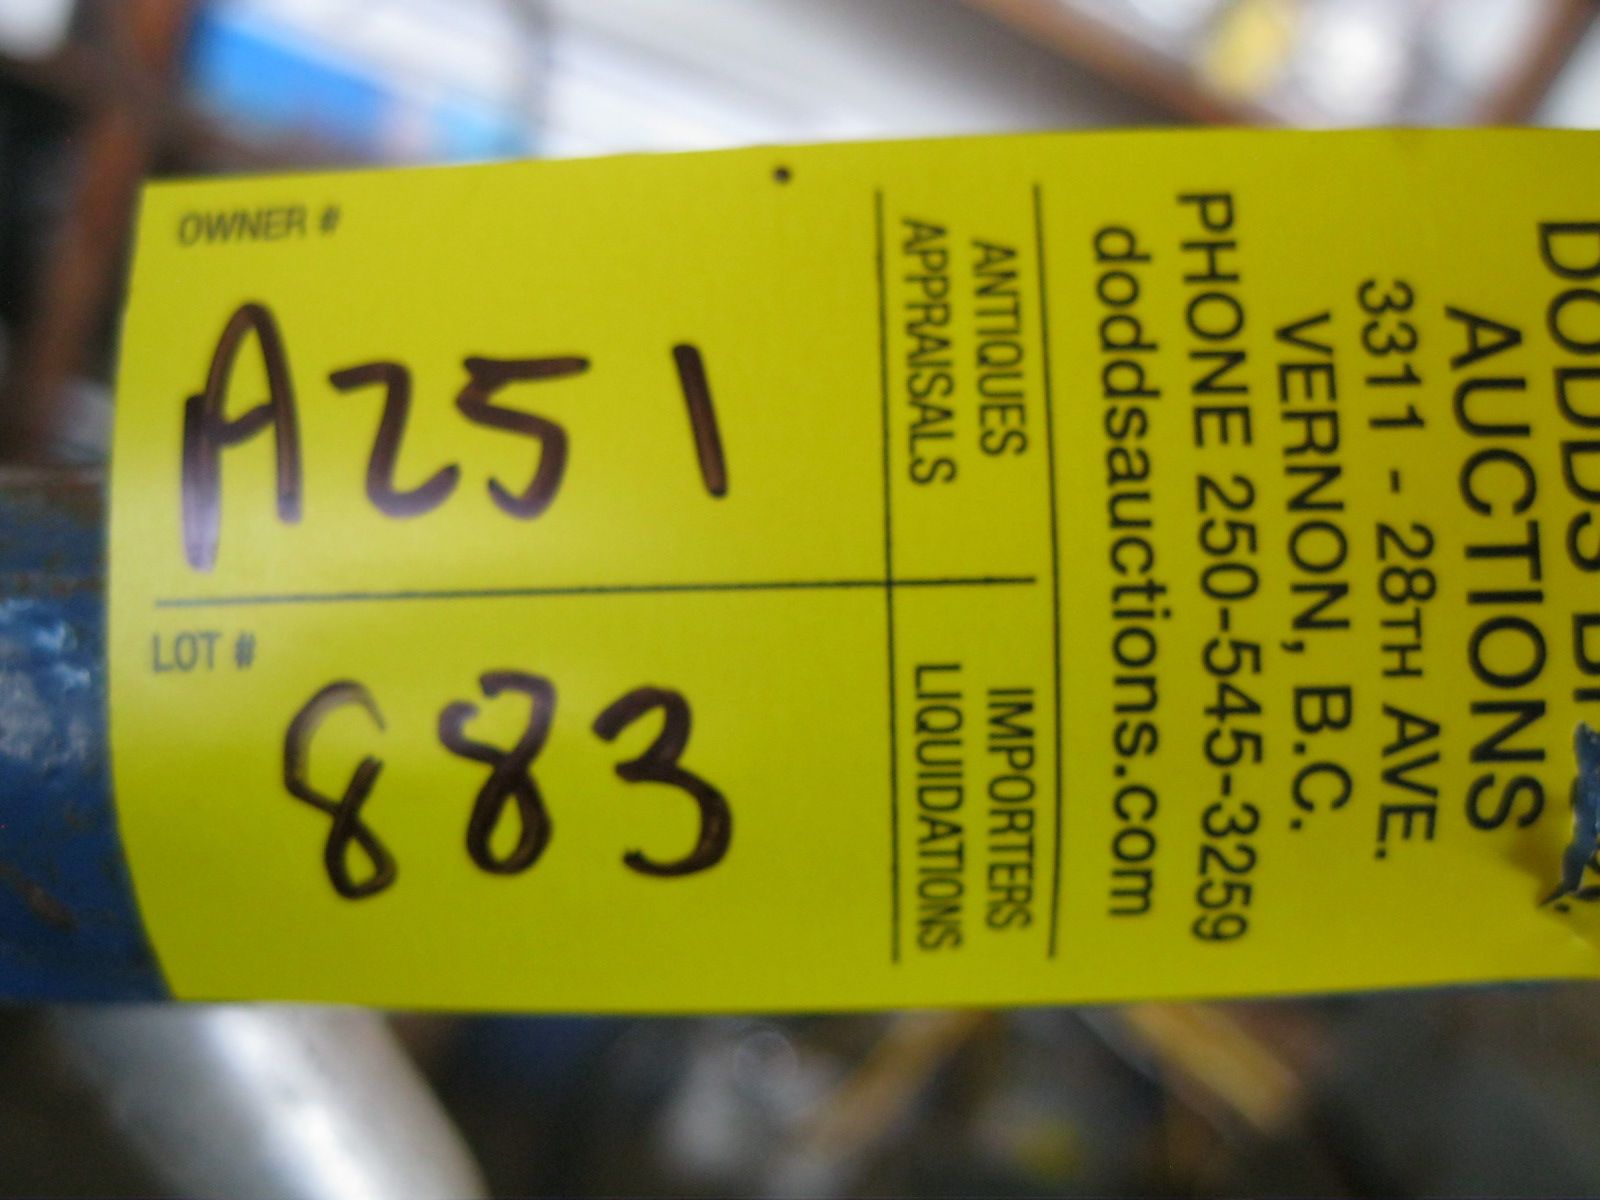 OWNER #
A251
LOT #
883
DODDS
AUCTIONS
3311 - 28TH AVE.
VERNON, B.C.
PHONE 250-545-3259
doddsauctions.com
ANTIQUES
APPRAISALS
IMPORTERS
LIQUIDATIONS